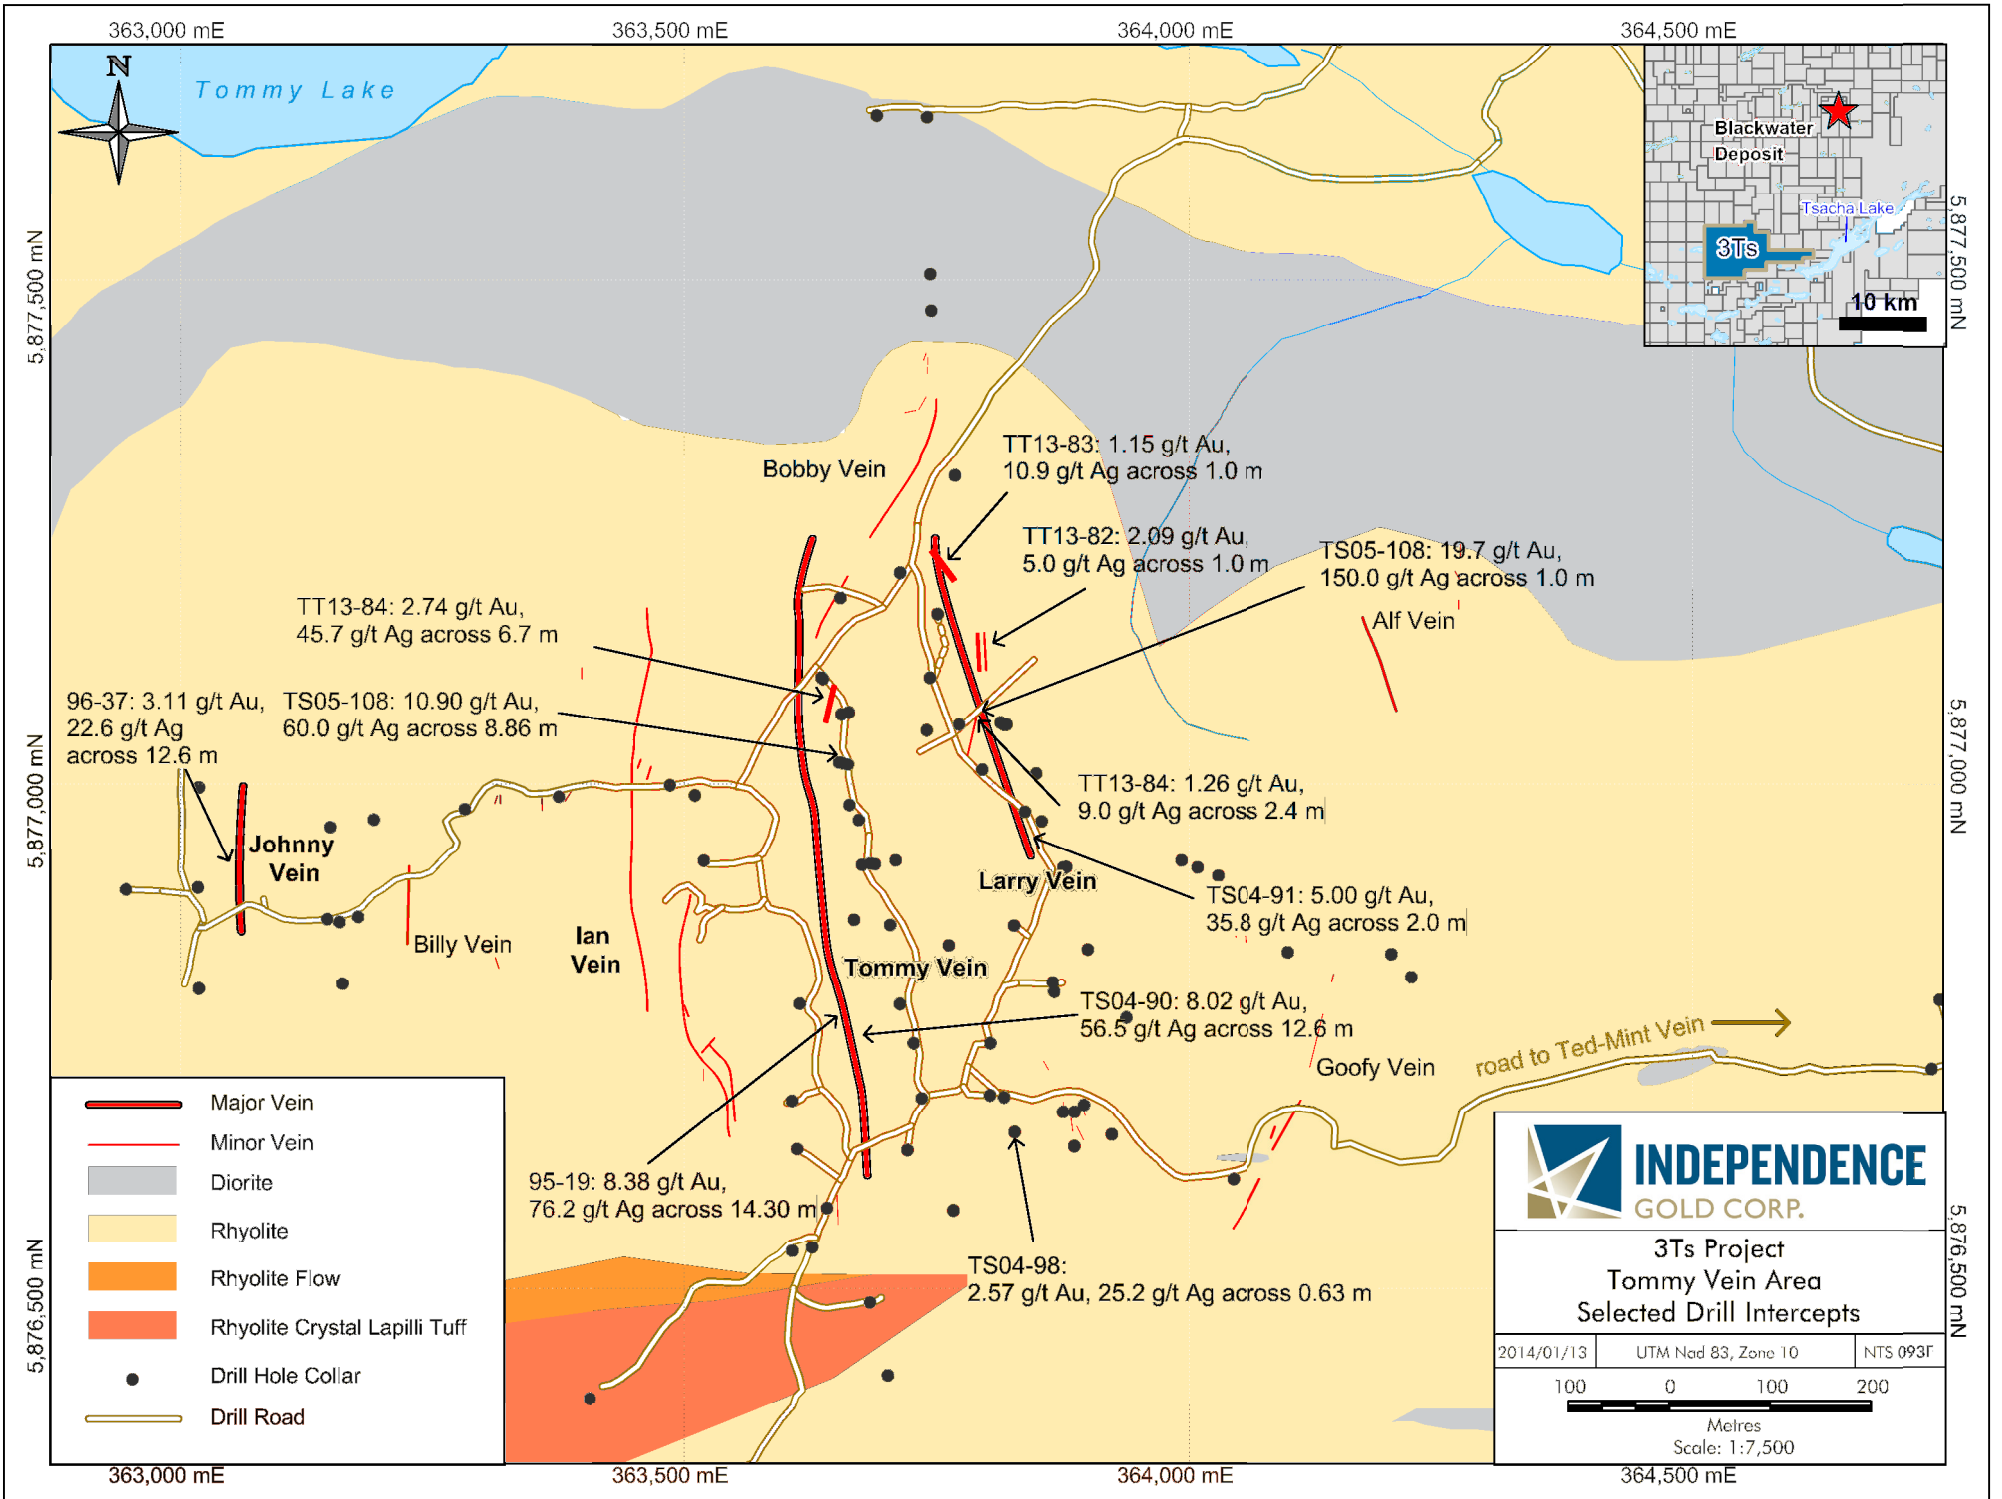 363,000 mE
363,500 mE
364,000 mE
364,500 mE
N
Tommy Lake
Blackwater
Deposit
Tsacha Lake
3Ts
10 km
5,877,500 mN
5,877,500 mN
Bobby Vein
TT13-83: 1.15 g/t Au,
10.9 g/t Ag across 1.0 m
TT13-82: 2.09 g/t Au,
5.0 g/t Ag across 1.0 m
TS05-108: 19.7 g/t Au,
150.0 g/t Ag across 1.0 m
TT13-84: 2.74 g/t Au,
45.7 g/t Ag across 6.7 m
Alf Vein
96-37: 3.11 g/t Au,
22.6 g/t Ag
across 12.6 m
TS05-108: 10.90 g/t Au,
60.0 g/t Ag across 8.86 m
5,877,000 mN
5,877,000 mN
TT13-84: 1.26 g/t Au,
9.0 g/t Ag across 2.4 m
Johnny
Vein
Larry Vein
TS04-91: 5.00 g/t Au,
35.8 g/t Ag across 2.0 m
Billy Vein
Ian
Vein
Tommy Vein
TS04-90: 8.02 g/t Au,
56.5 g/t Ag across 12.6 m
Goofy Vein
road to Ted-Mint Vein
95-19: 8.38 g/t Au,
76.2 g/t Ag across 14.30 m
TS04-98:
2.57 g/t Au, 25.2 g/t Ag across 0.63 m
5,876,500 mN
5,876,500 mN
Major Vein
Minor Vein
Diorite
Rhyolite
Rhyolite Flow
Rhyolite Crystal Lapilli Tuff
Drill Hole Collar
Drill Road
INDEPENDENCE
GOLD CORP.
3Ts Project
Tommy Vein Area
Selected Drill Intercepts
2014/01/13
UTM Nad 83, Zone 10
NTS 093F
100 0 100 200
Metres
Scale: 1:7,500
363,000 mE
363,500 mE
364,000 mE
364,500 mE